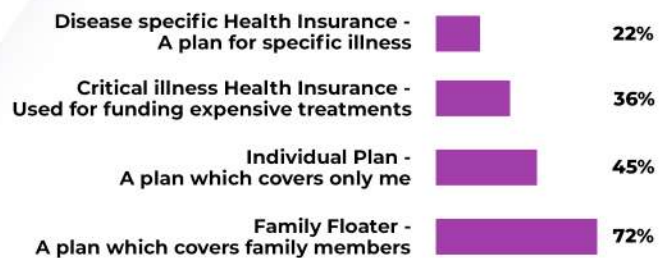 Disease specific Health Insurance -
A plan for specific illness
22%
Critical illness Health Insurance -
Used for funding expensive treatments
36%
Individual Plan -
A plan which covers only me
45%
Family Floater -
A plan which covers family members
72%